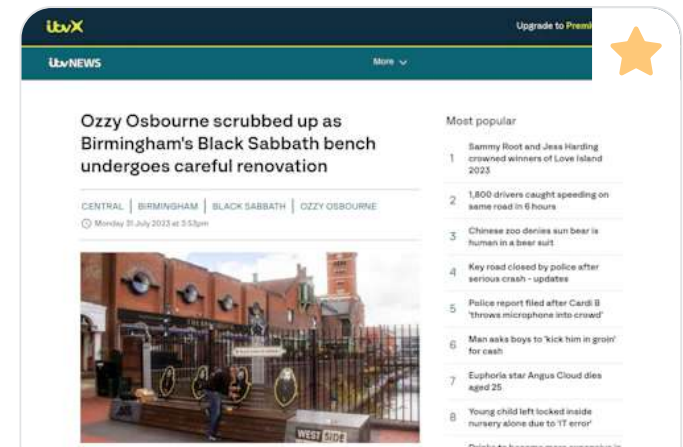 itvX
Upgrade to Premi
itv NEWS
More
Ozzy Osbourne scrubbed up as
Birmingham's Black Sabbath bench
undergoes careful renovation
CENTRAL | BIRMINGHAM | BLACK SABBATH | OZZY OSBOURNE
Monday 31 July 2023 at 3:53pm
WEST SIDE
Most popular
1 Sammy Root and Jess Harding
crowned winners of Love Island
2023
2 1,800 drivers caught speeding on
same road in 6 hours
3 Chinese zoo denies sun bear is
human in a bear suit
4 Key road closed by police after
serious crash - updates
5 Police report filed after Cardi B
'throws microphone into crowd'
6 Man asks boys to 'kick him in groin'
for cash
7 Euphoria star Angus Cloud dies
aged 25
8 Young child left locked inside
nursery alone due to 'IT error'